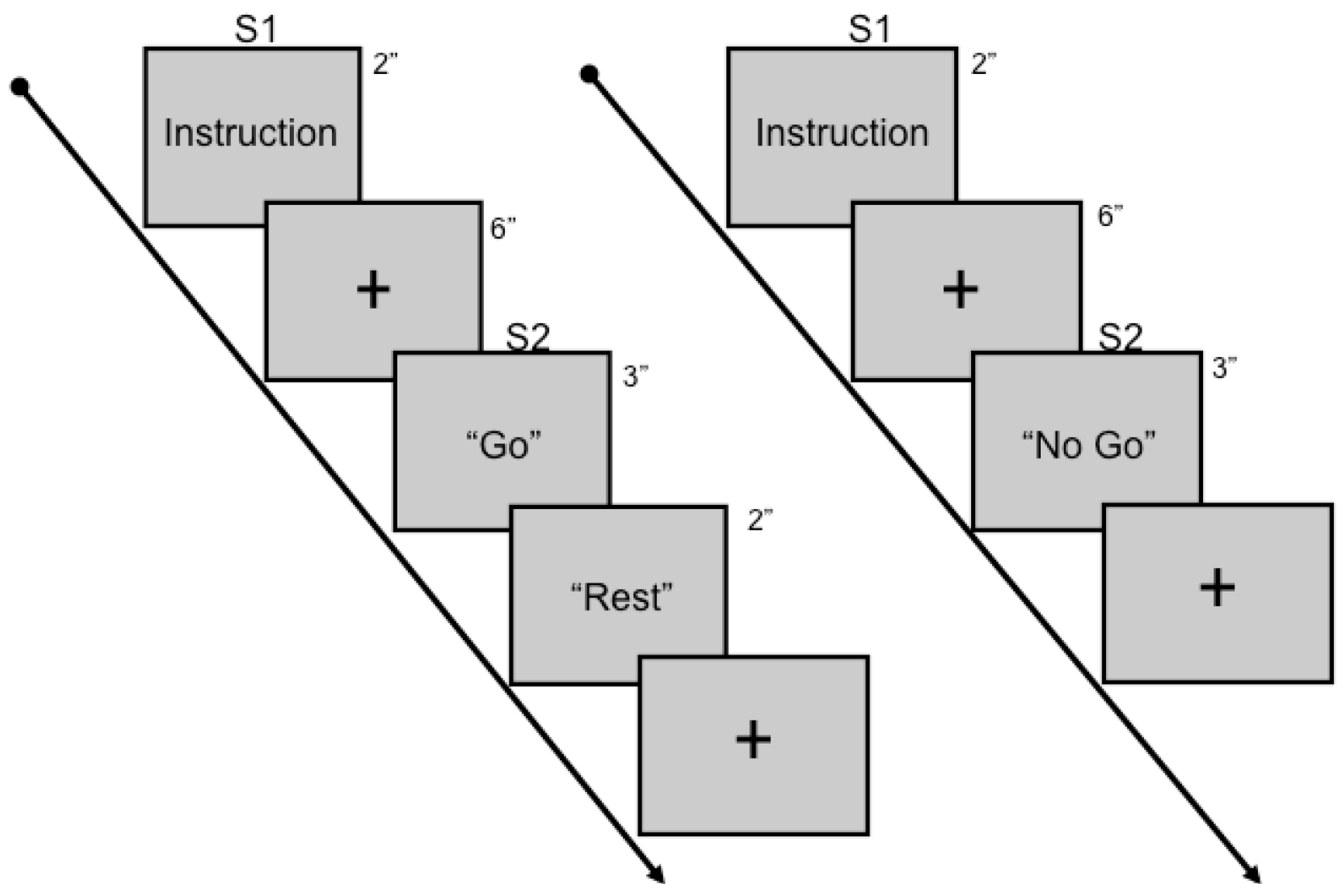 S1
2”
Instruction
6”
+
S2
3”
“Go”
2”
“Rest”
+
S1
2”
Instruction
6”
+
S2
3”
“No Go”
+